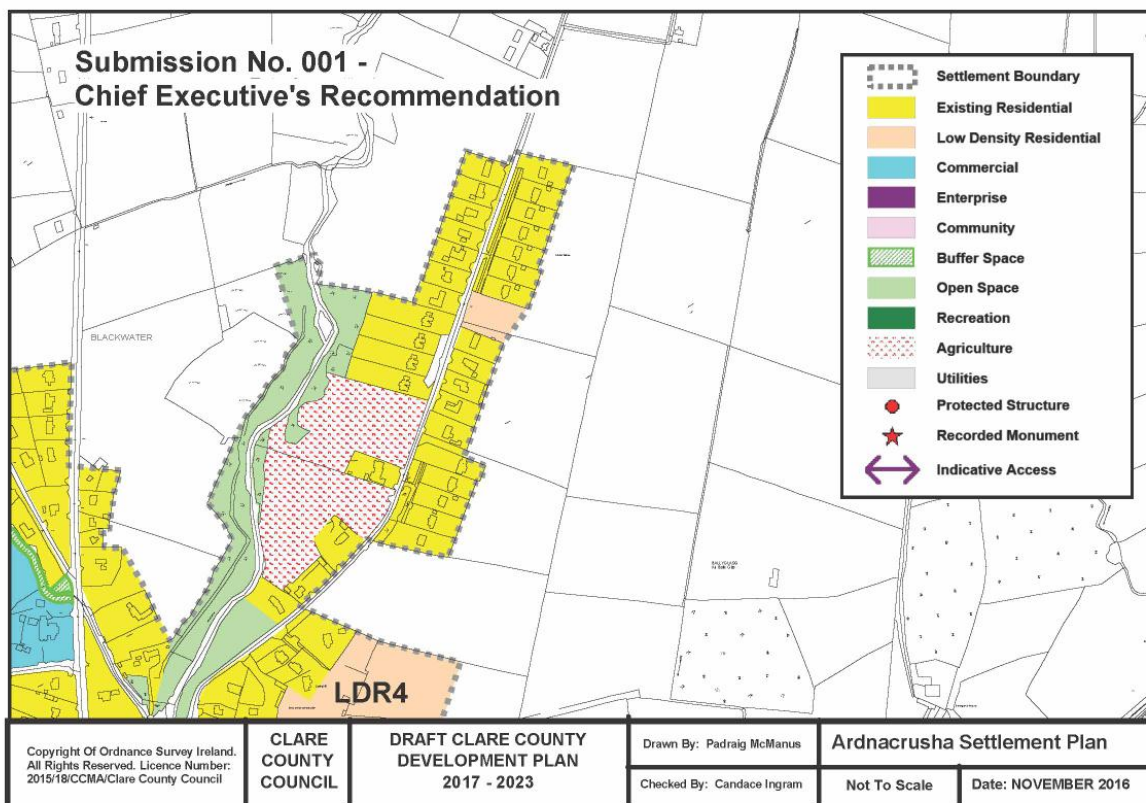 Submission No. 001 -
Chief Executive's Recommendation
Settlement Boundary
Existing Residential
Low Density Residential
Commercial
Enterprise
Community
Buffer Space
Open Space
Recreation
Agriculture
Utilities
Protected Structure
Recorded Monument
Indicative Access
BLACKWATER
LDR4
Copyright Of Ordnance Survey Ireland.
All Rights Reserved. Licence Number:
2015/18/CCMA/Clare County Council
CLARE
COUNTY
COUNCIL
DRAFT CLARE COUNTY
DEVELOPMENT PLAN
2017 - 2023
Drawn By: Padraig McManus
Checked By: Candace Ingram
Ardnacrusha Settlement Plan
Not To Scale
Date: NOVEMBER 2016